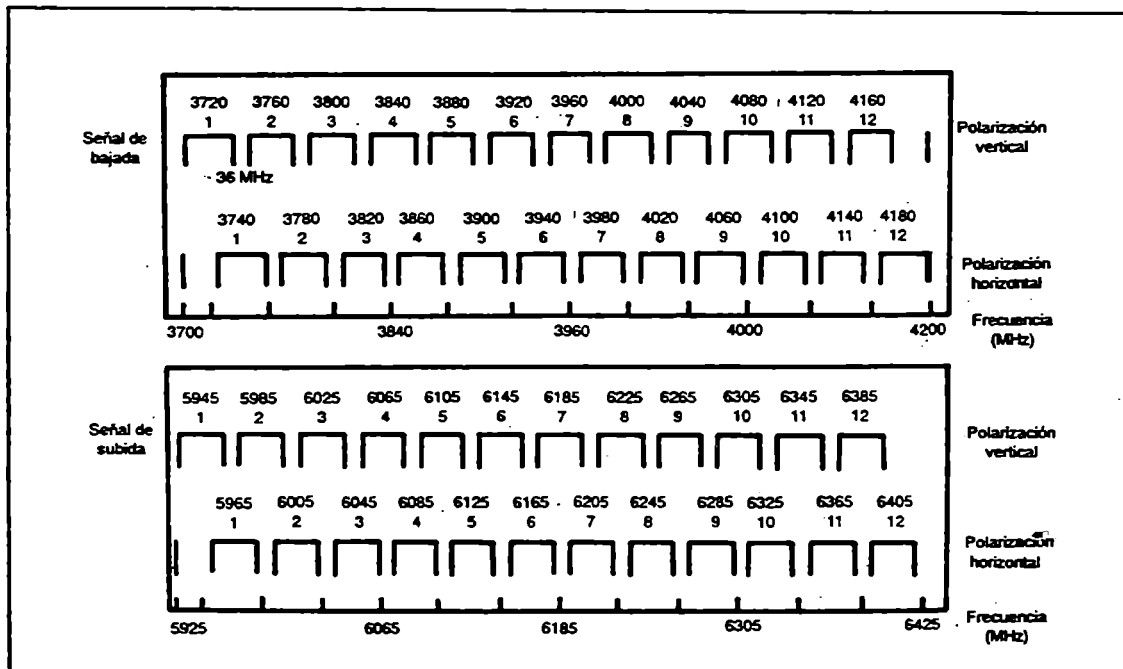 3720 3760 3800 3840 3880 3920 3960 4000 4040 4080 4120 4160
1 2 3 4 5 6 7 8 9 10 11 12
Señal de
bajada
Polarización
vertical
36 MHz
3740 3780 3820 3860 3900 3940 3980 4020 4060 4100 4140 4180
1 2 3 4 5 6 7 8 9 10 11 12
Polarización
horizontal
3700 3840 3960 4000 4200
Frecuencia
(MHz)
5945 5985 6025 6065 6105 6145 6185 6225 6265 6305 6345 6385
1 2 3 4 5 6 7 8 9 10 11 12
Señal de
subida
Polarización
vertical
5965 6005 6045 6085 6125 6165 6205 6245 6285 6325 6365 6405
1 2 3 4 5 6 7 8 9 10 11 12
Polarización
horizontal
5925 6065 6185 6305 6425
Frecuencia
(MHz)